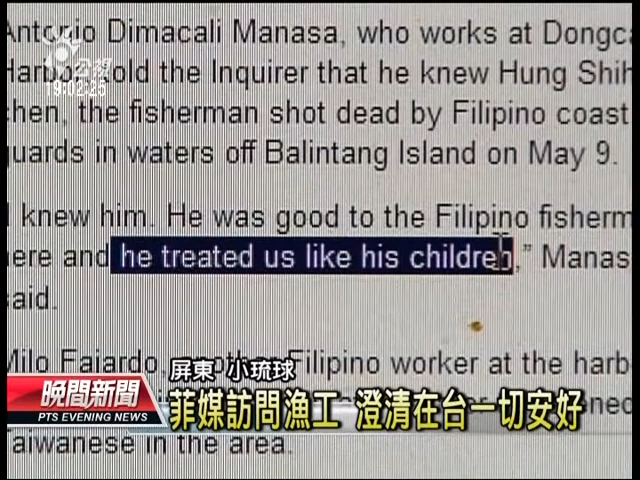 Antonio Dimacali Manasa, who works at Dongc
Harbor told the Inquirer that he knew Hung Shih
chen, the fisherman shot dead by Filipino coast
guards in waters off Balintang Island on May 9.
I knew him. He was good to the Filipino fisherm
here and he treated us like his children,” Manas
said.
Milo Fajardo, another Filipino worker at the harb
Taiwanese in the area.
公視
19:02:25
屏東 小琉球
晚間新聞
PTS EVENING NEWS
菲媒訪問漁工 澄清在台一切安好